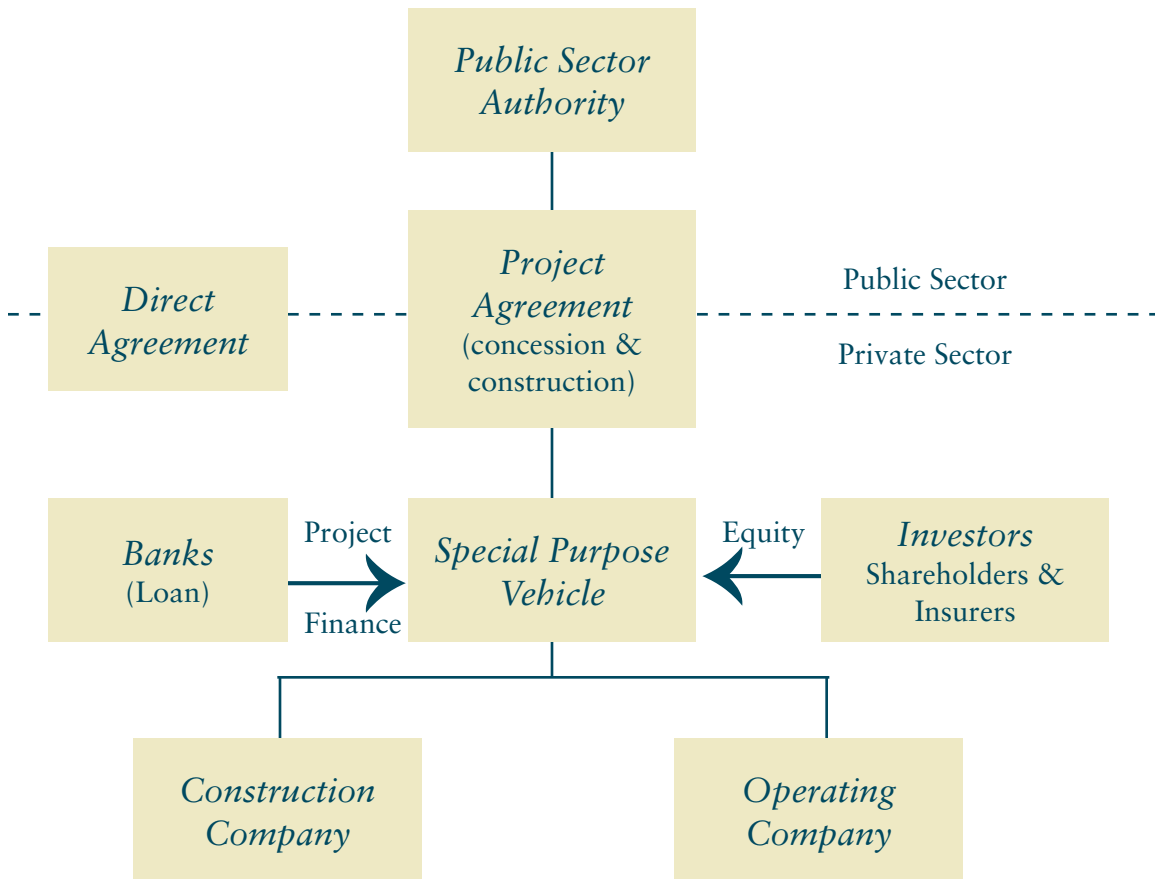 Public Sector
Authority
Direct
Agreement
Project
Agreement
(concession &
construction)
Public Sector
Private Sector
Banks
(Loan)
Project
Finance
Special Purpose
Vehicle
Equity
Investors
Shareholders &
Insurers
Construction
Company
Operating
Company